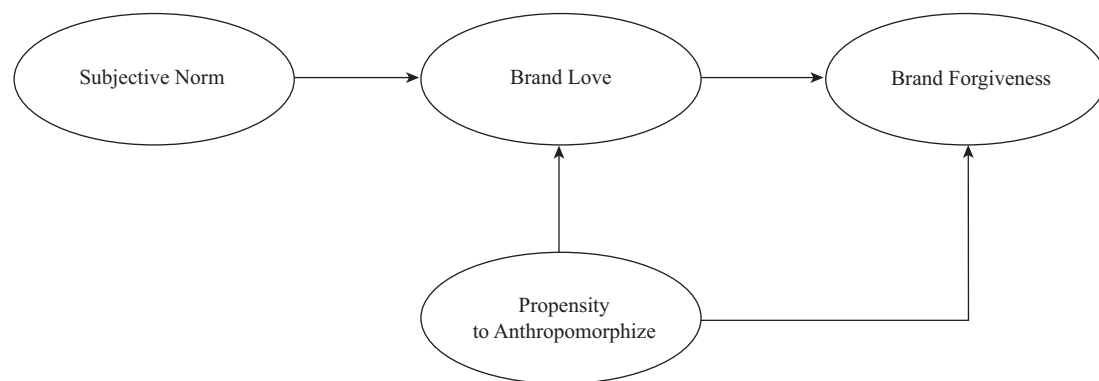 Subjective Norm
Brand Love
Brand Forgiveness
Propensity
to Anthropomorphize